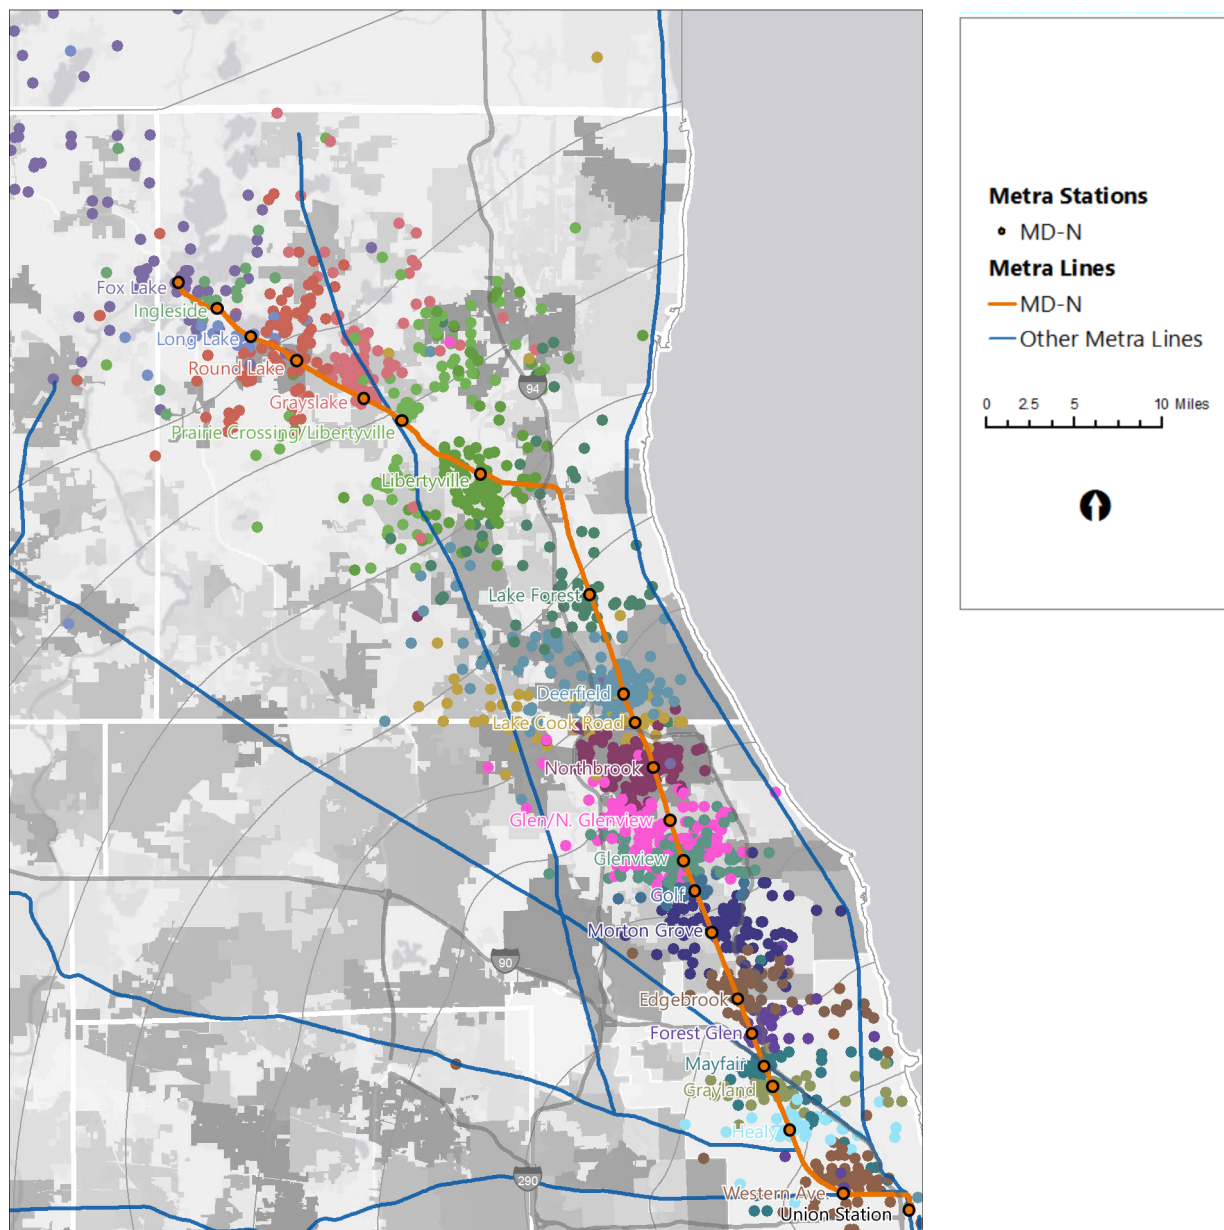 Fox Lake
Ingleside
Long Lake
Round Lake
Grayslake
Prairie Crossing/Libertyville
Libertyville
94
Lake Forest
Deerfield
Lake Cook Road
Northbrook
Glen/N. Glenview
Glenview
Golf
Morton Grove
90
Edgebrook
Forest Glen
Mayfair
Grayland
Healy
290
Western Ave.
Union Station
Metra Stations
MD-N
Metra Lines
MD-N
Other Metra Lines
0 2.5 5 10 Miles